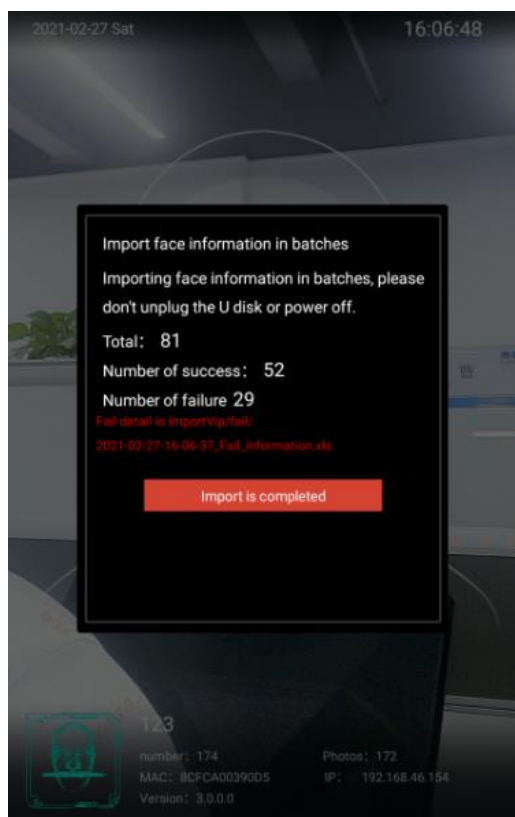 2021-02-27 Sat
16:06:48
Import face information in batches
Importing face information in batches, please
don't unplug the U disk or power off.
Total： 81
Number of success： 52
Number of failure 29
Fail detail in importVip/fail/
2021-02-27-16-06-37_Fail_information.xls
Import is completed
123
number： 174
Photos： 172
MAC： 8CFCA00390D5
IP： 192.168.46.154
Version： 3.0.0.0